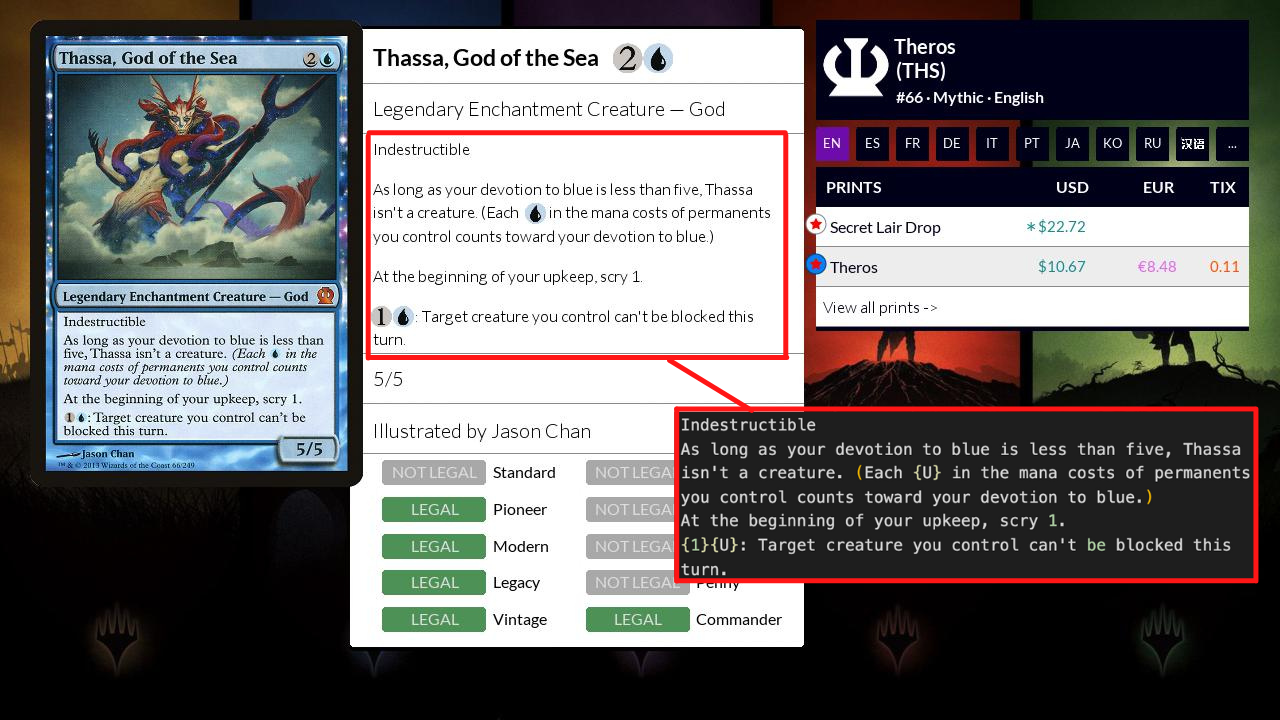 Thassa, God of the Sea 2
Legendary Enchantment Creature — God
Indestructible
As long as your devotion to blue is less than
five, Thassa isn't a creature. (Each in the
mana costs of permanents you control counts
toward your devotion to blue.)
At the beginning of your upkeep, scry 1.
1 : Target creature you control can't be
blocked this turn.
5/5
Jason Chan
™ & © 2013 Wizards of the Coast 66/249
Thassa, God of the Sea 2
Legendary Enchantment Creature — God
Indestructible
As long as your devotion to blue is less than five, Thassa
isn't a creature. (Each in the mana costs of permanents
you control counts toward your devotion to blue.)
At the beginning of your upkeep, scry 1.
1 : Target creature you control can't be blocked this
turn.
5/5
Illustrated by Jason Chan
NOT LEGAL Standard NOT LEGA
LEGAL Pioneer NOT LEGA
LEGAL Modern NOT LEGA
LEGAL Legacy NOT LEGAL Penny
LEGAL Vintage LEGAL Commander
Theros
(THS)
#66 · Mythic · English
EN ES FR DE IT PT JA KO RU 汉语 ...
PRINTS USD EUR TIX
Secret Lair Drop ✶$22.72
Theros $10.67 €8.48 0.11
View all prints ->
Indestructible
As long as your devotion to blue is less than five, Thassa
isn't a creature. (Each {U} in the mana costs of permanents
you control counts toward your devotion to blue.)
At the beginning of your upkeep, scry 1.
{1}{U}: Target creature you control can't be blocked this
turn.